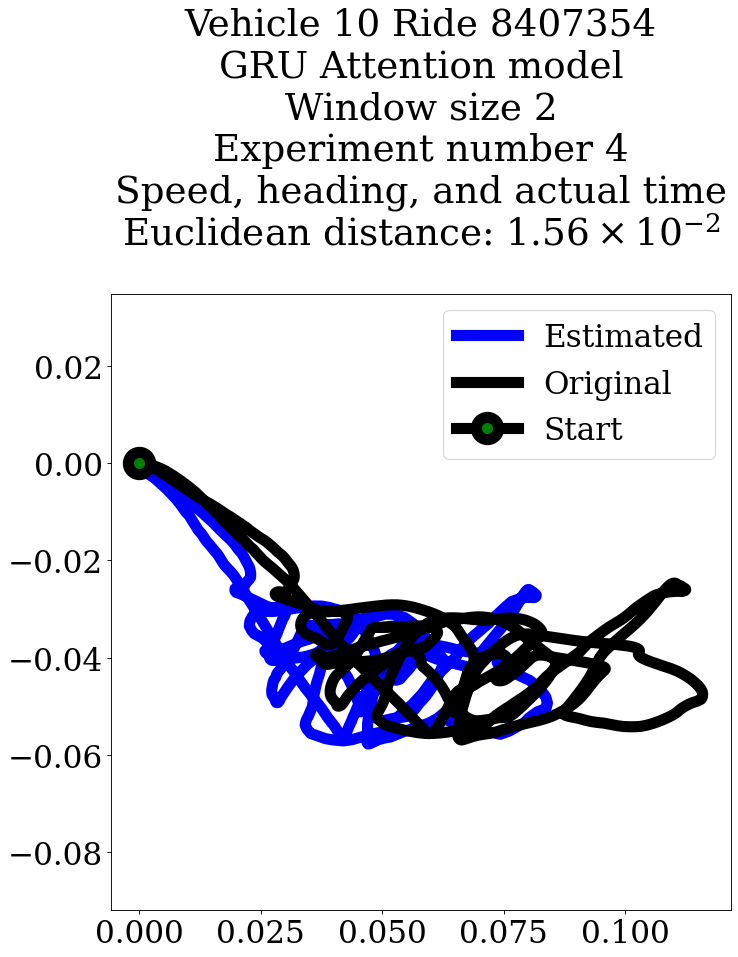 Vehicle 10 Ride 8407354
GRU Attention model
Window size 2
Experiment number 4
Speed, heading, and actual time
Euclidean distance: 1.56 × 10⁻²
Estimated
Original
Start
0.02
0.00
−0.02
−0.04
−0.06
−0.08
0.000 0.025 0.050 0.075 0.100